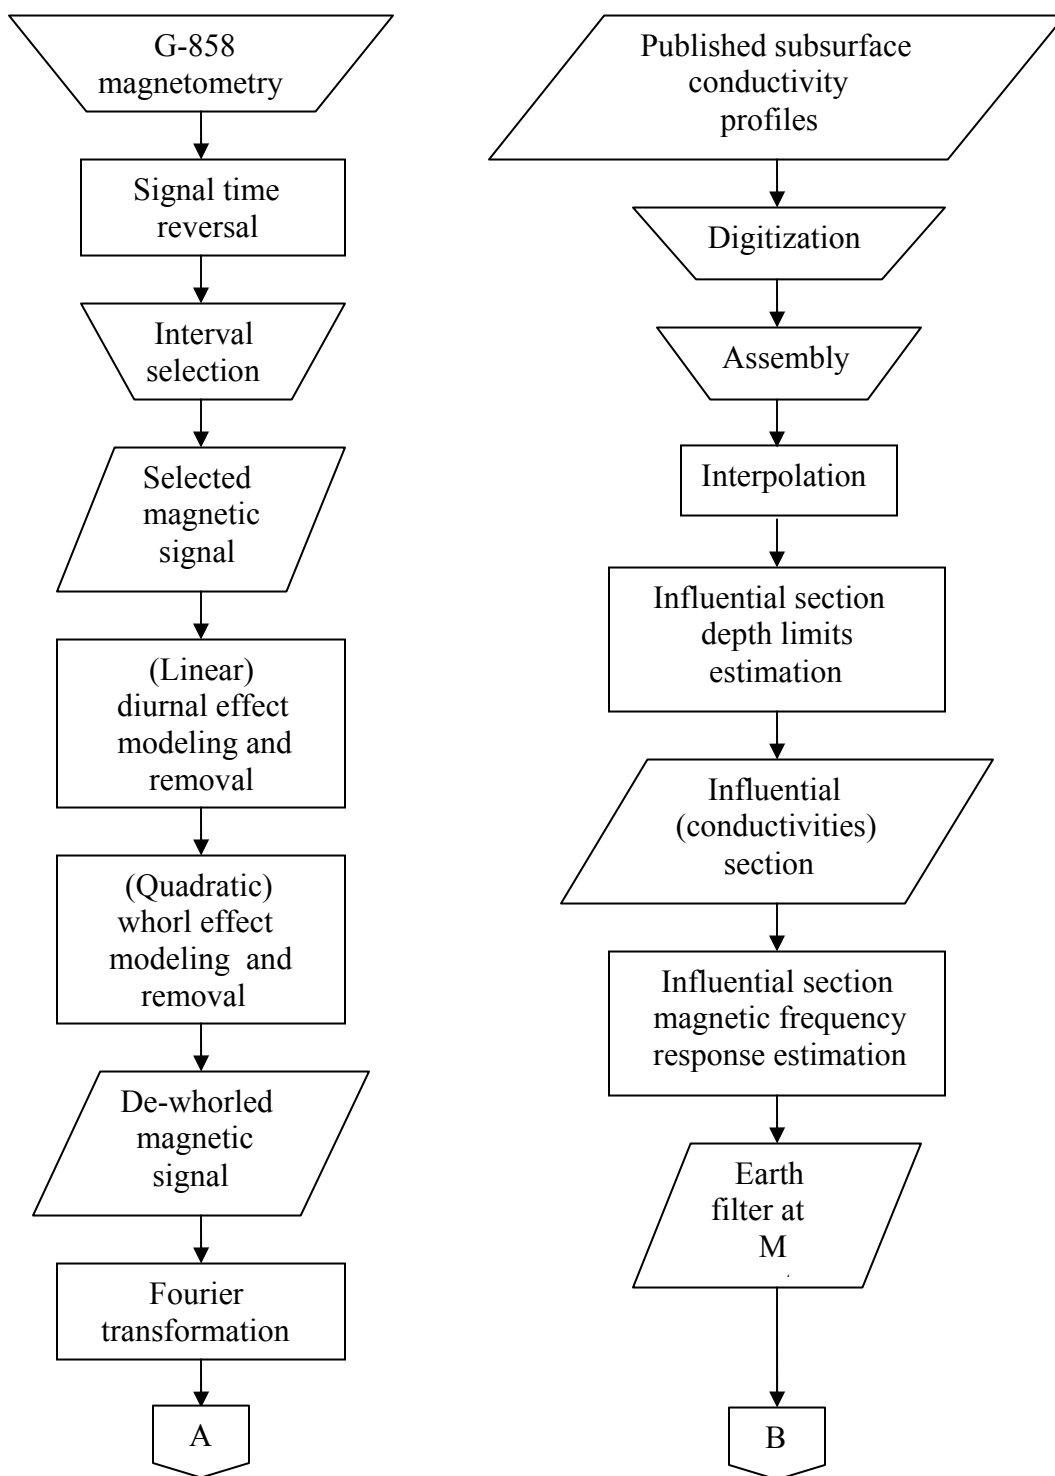 G-858
magnetometry
Signal time
reversal
Interval
selection
Selected
magnetic
signal
(Linear)
diurnal effect
modeling and
removal
(Quadratic)
whorl effect
modeling and
removal
De-whorled
magnetic
signal
Fourier
transformation
A
Published subsurface
conductivity
profiles
Digitization
Assembly
Interpolation
Influential section
depth limits
estimation
Influential
(conductivities)
section
Influential section
magnetic frequency
response estimation
Earth
filter at
M
B